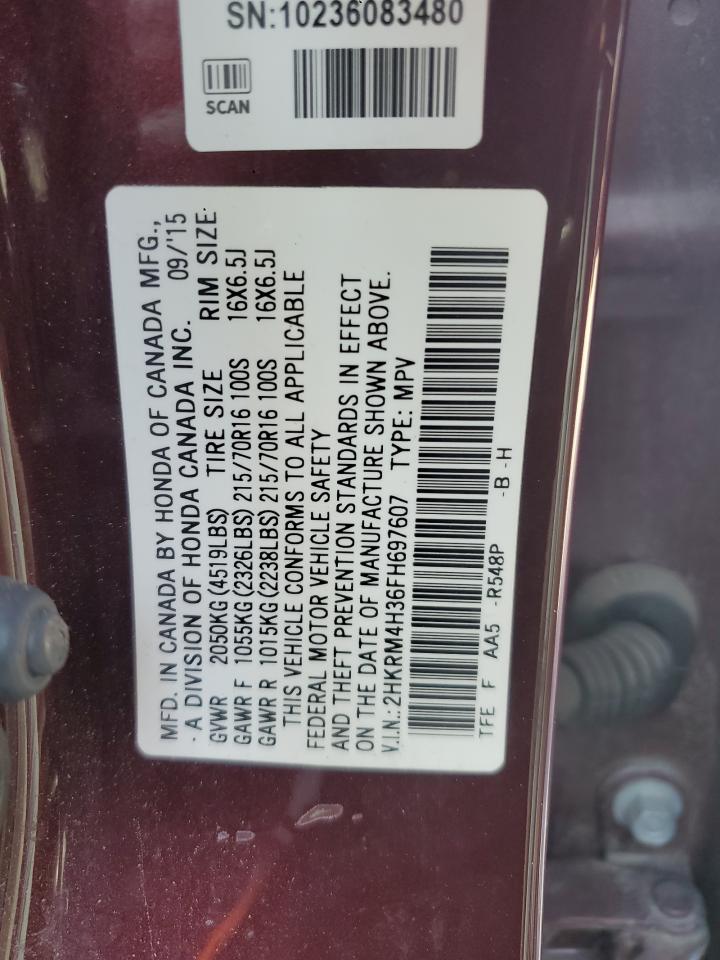 SN:10236083480
SCAN
MFD. IN CANADA BY HONDA OF CANADA MFG.,
A DIVISION OF HONDA CANADA INC. 09/'15
GVWR 2050KG(4519LBS) TIRE SIZE RIM SIZE
GAWR F 1055KG(2326LBS) 215/70R16 100S 16X6.5J
GAWR R 1015KG(2238LBS) 215/70R16 100S 16X6.5J
THIS VEHICLE CONFORMS TO ALL APPLICABLE
FEDERAL MOTOR VEHICLE SAFETY
AND THEFT PREVENTION STANDARDS IN EFFECT
ON THE DATE OF MANUFACTURE SHOWN ABOVE.
V.I.N.:2HKRM4H36FH697607 TYPE: MPV
TFE F AA5 -R548P -B -H